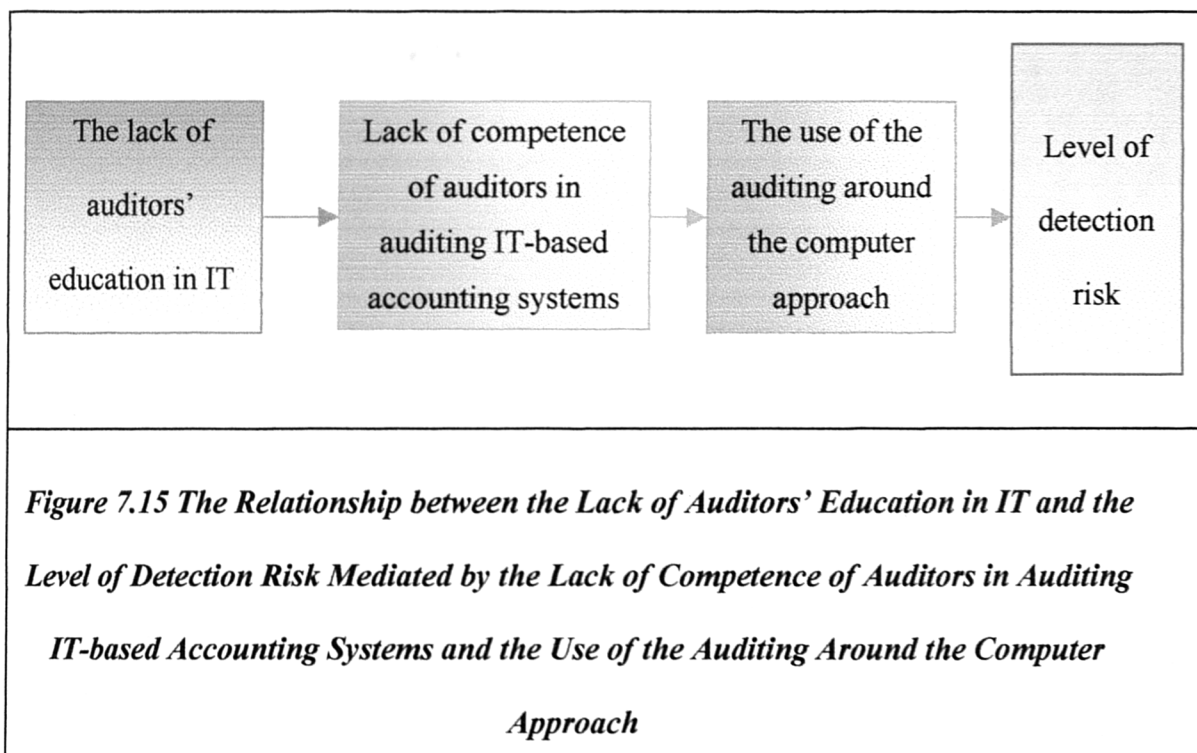 The lack of
auditors’
education in IT
Lack of competence
of auditors in
auditing IT-based
accounting systems
The use of the
auditing around
the computer
approach
Level of
detection
risk
Figure 7.15 The Relationship between the Lack of Auditors’ Education in IT and the
Level of Detection Risk Mediated by the Lack of Competence of Auditors in Auditing
IT-based Accounting Systems and the Use of the Auditing Around the Computer
Approach